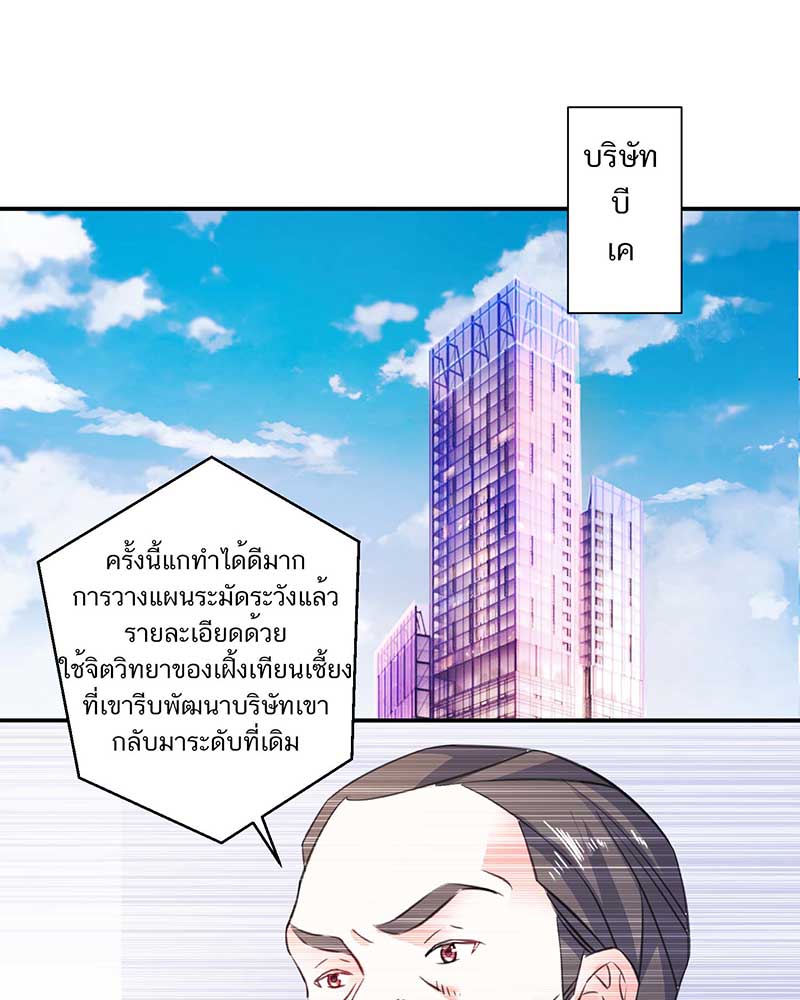 บริษัท
บี
เค
ครั้งนี้แกทำได้ดีมาก
การวางแผนระมัดระวังแล้ว
รายละเอียดด้วย
ใช้จิตวิทยาของเฝิ้งเทียนเซี้ยง
ที่เขารีบพัฒนาบริษัทเขา
กลับมาระดับที่เดิม